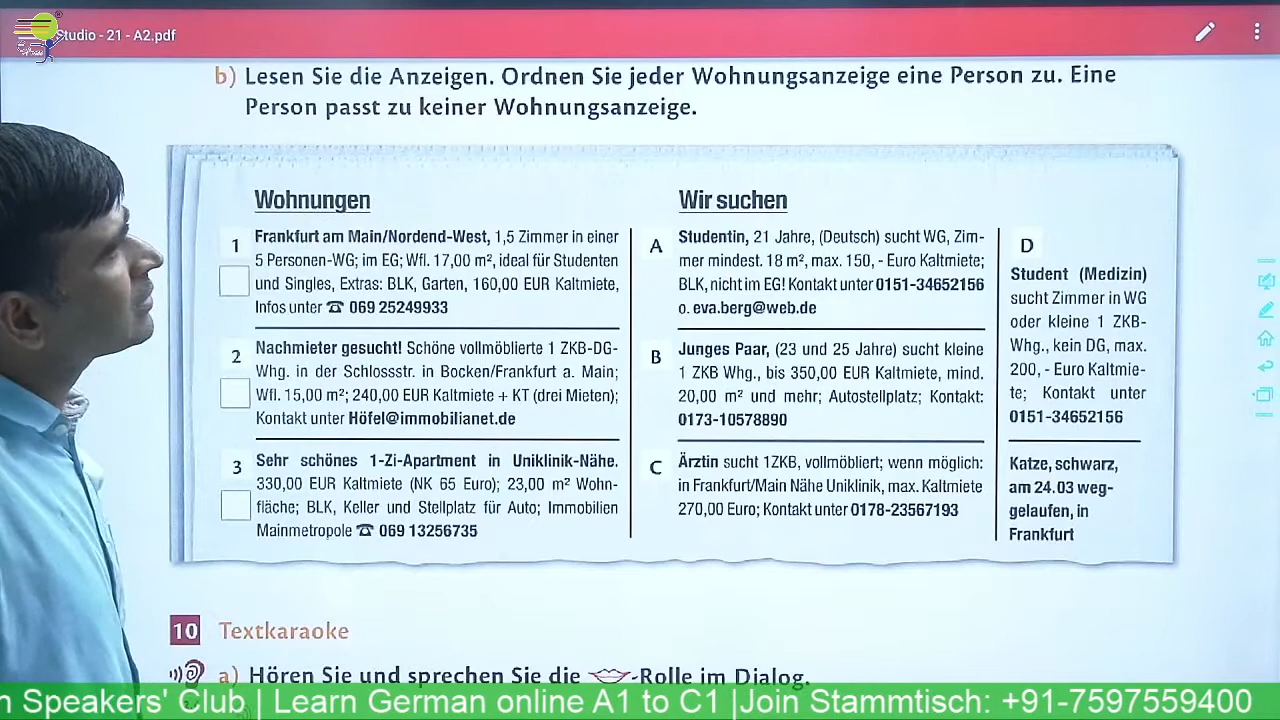 Studio - 21 - A2.pdf
b) Lesen Sie die Anzeigen. Ordnen Sie jeder Wohnungsanzeige eine Person zu. Eine
Person passt zu keiner Wohnungsanzeige.
Wohnungen
1
Frankfurt am Main/Nordend-West, 1,5 Zimmer in einer
5 Personen-WG; im EG; Wfl. 17,00 m², ideal für Studenten
und Singles, Extras: BLK, Garten, 160,00 EUR Kaltmiete,
Infos unter ☎ 069 25249933
2
Nachmieter gesucht! Schöne vollmöblierte 1 ZKB-DG-
Whg. in der Schlossstr. in Bocken/Frankfurt a. Main;
Wfl. 15,00 m²; 240,00 EUR Kaltmiete + KT (drei Mieten);
Kontakt unter Höfel@immobilianet.de
3
Sehr schönes 1-Zi-Apartment in Uniklinik-Nähe.
330,00 EUR Kaltmiete (NK 65 Euro); 23,00 m² Wohn-
fläche; BLK, Keller und Stellplatz für Auto; Immobilien
Mainmetropole ☎ 069 13256735
Wir suchen
A
Studentin, 21 Jahre, (Deutsch) sucht WG, Zim-
mer mindest. 18 m², max. 150, - Euro Kaltmiete;
BLK, nicht im EG! Kontakt unter 0151-34652156
o. eva.berg@web.de
B
Junges Paar, (23 und 25 Jahre) sucht kleine
1 ZKB Whg., bis 350,00 EUR Kaltmiete, mind.
20,00 m² und mehr; Autostellplatz; Kontakt:
0173-10578890
C
Ärztin sucht 1ZKB, vollmöbliert; wenn möglich:
in Frankfurt/Main Nähe Uniklinik, max. Kaltmiete
270,00 Euro; Kontakt unter 0178-23567193
D
Student (Medizin)
sucht Zimmer in WG
oder kleine 1 ZKB-
Whg., kein DG, max.
200, - Euro Kaltmie-
te; Kontakt unter
0151-34652156
Katze, schwarz,
am 24.03 weg-
gelaufen, in
Frankfurt
10 Textkaraoke
a) Hören Sie und sprechen Sie die -Rolle im Dialog.
n Speakers' Club | Learn German online A1 to C1 |Join Stammtisch: +91-7597559400